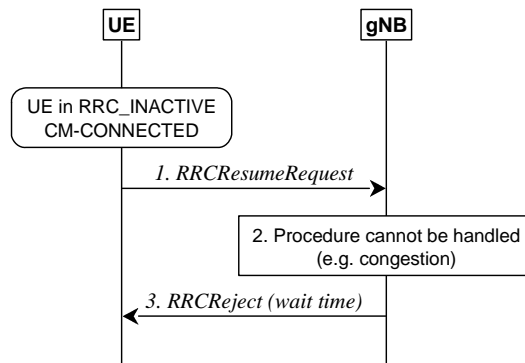 UE
gNB
UE in RRC_INACTIVE
CM-CONNECTED
1. RRCResumeRequest
2. Procedure cannot be handled
(e.g. congestion)
3. RRCReject (wait time)